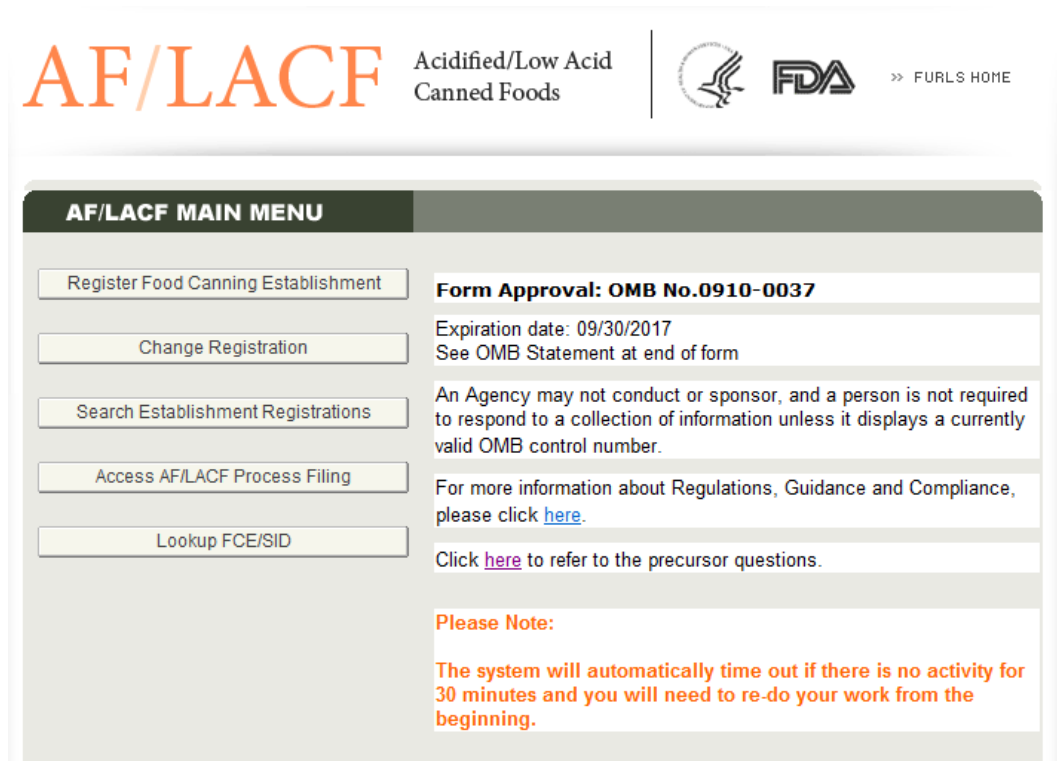 AF/LACF
Acidified/Low Acid
Canned Foods
FDA
>> FURLS HOME
AF/LACF MAIN MENU
Register Food Canning Establishment
Change Registration
Search Establishment Registrations
Access AF/LACF Process Filing
Lookup FCE/SID
Form Approval: OMB No.0910-0037
Expiration date: 09/30/2017
See OMB Statement at end of form
An Agency may not conduct or sponsor, and a person is not required
to respond to a collection of information unless it displays a currently
valid OMB control number.
For more information about Regulations, Guidance and Compliance,
please click here.
Click here to refer to the precursor questions.
Please Note:
The system will automatically time out if there is no activity for
30 minutes and you will need to re-do your work from the
beginning.